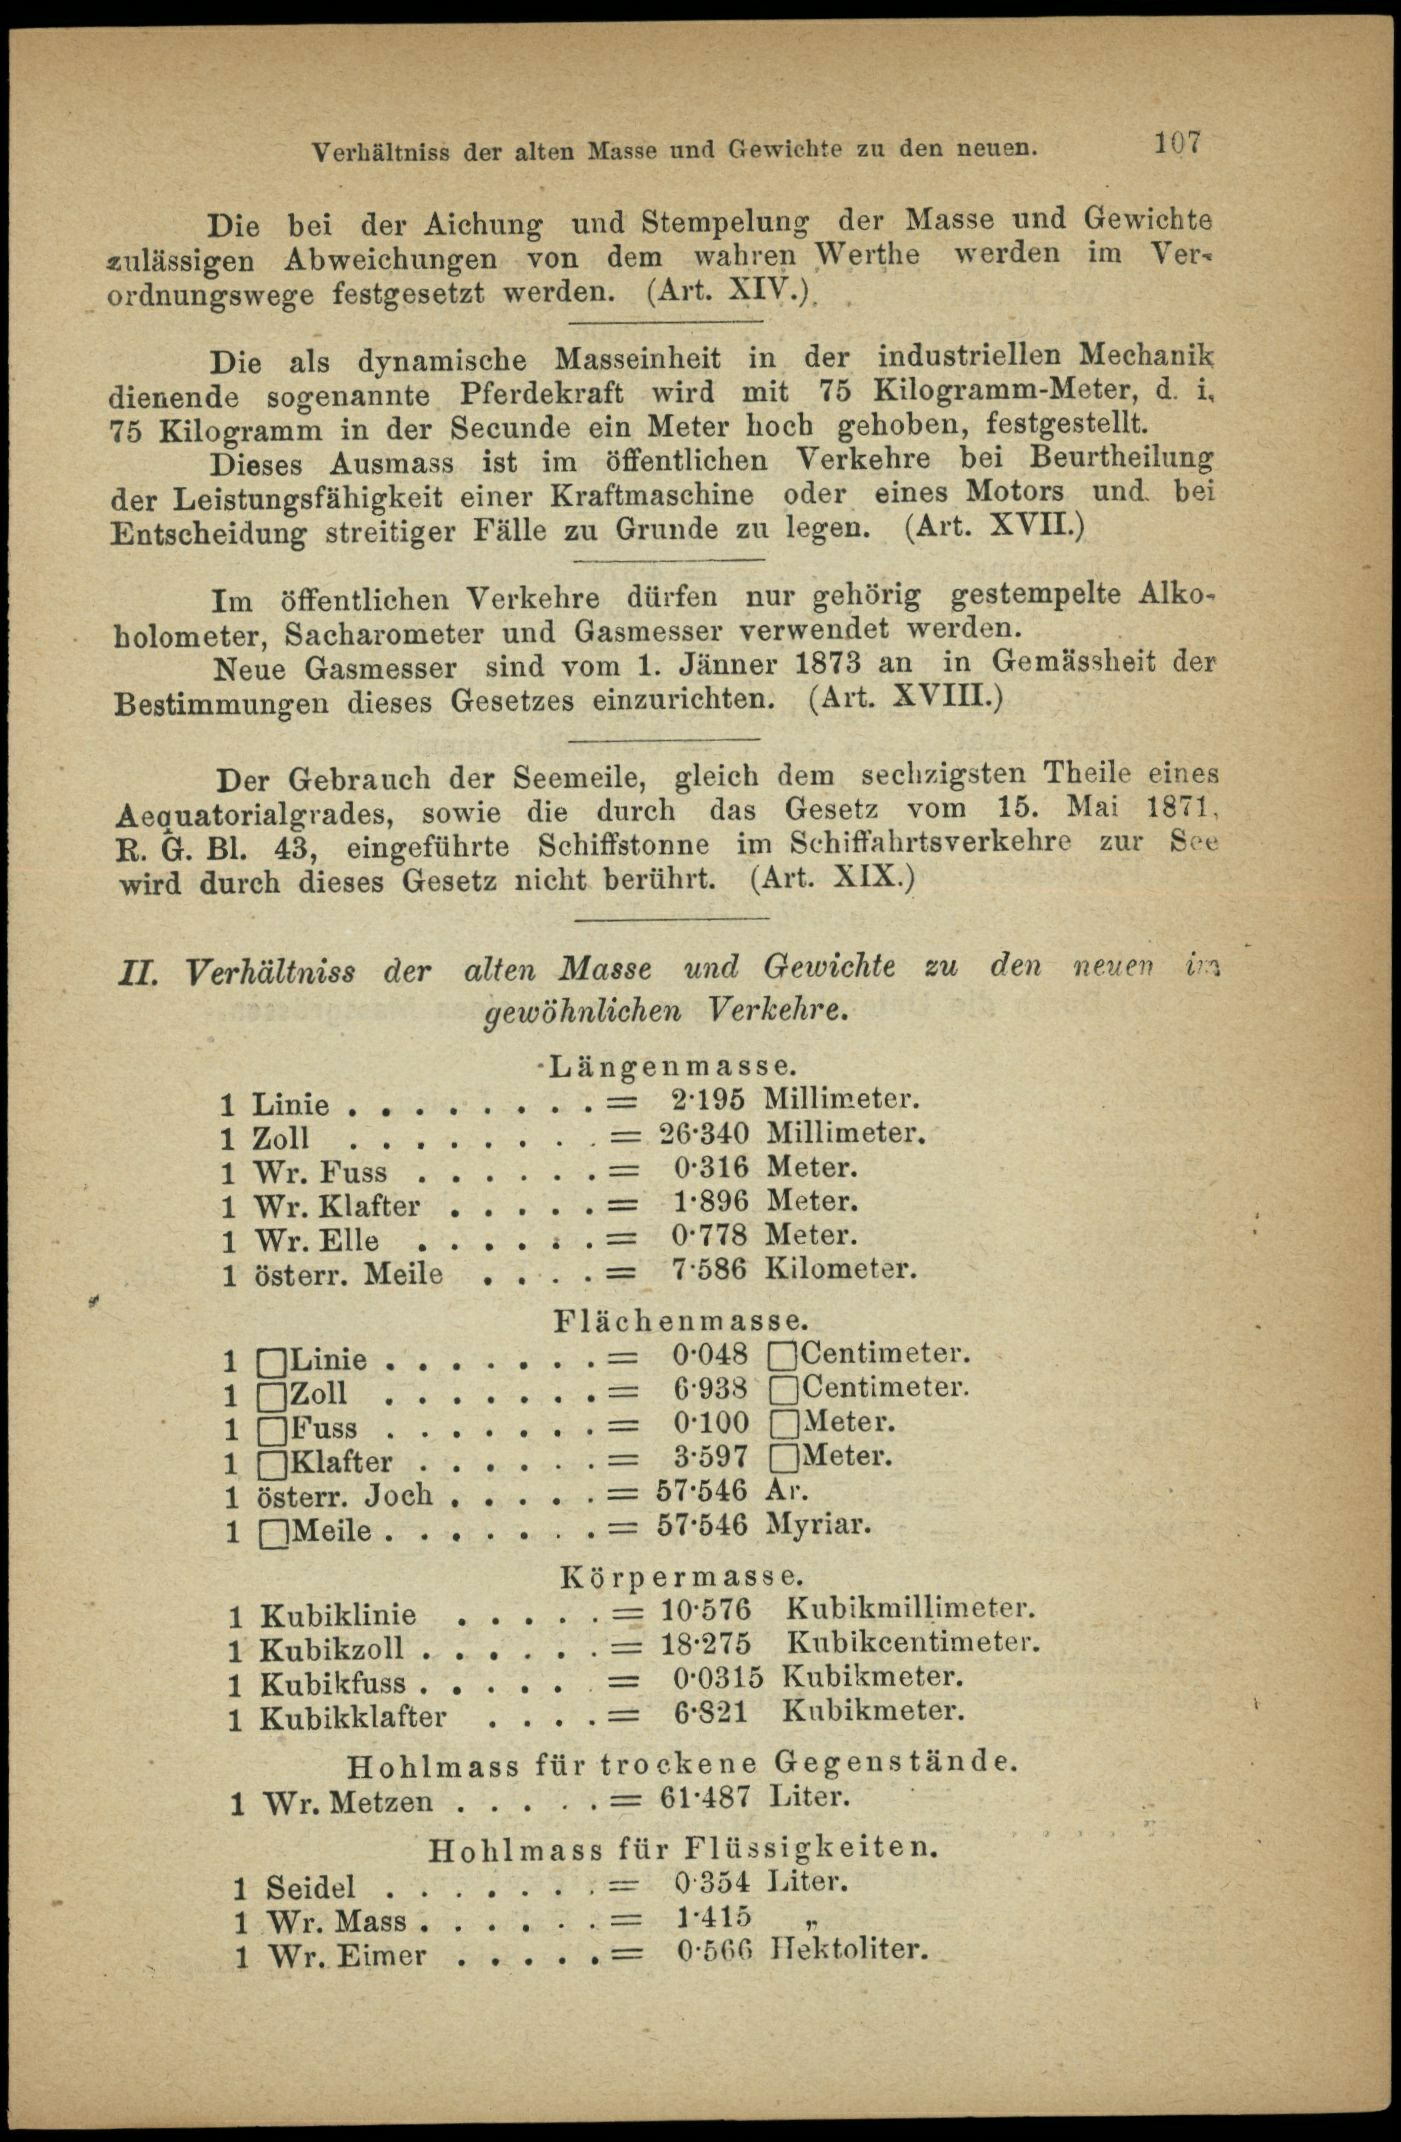 Verhältniss der alten Masse und Gewichte zu den neuen. 107
Die bei der Aichung und Stempelung der Masse und Gewichte
zulässigen Abweichungen von dem wahren Werthe werden im Ver-
ordnungswege festgesetzt werden. (Art. XIV.)
Die als dynamische Masseinheit in der industriellen Mechanik
dienende sogenannte Pferdekraft wird mit 75 Kilogramm-Meter, d. i.
75 Kilogramm in der Secunde ein Meter hoch gehoben, festgestellt.
Dieses Ausmass ist im öffentlichen Verkehre bei Beurtheilung
der Leistungsfähigkeit einer Kraftmaschine oder eines Motors und bei
Entscheidung streitiger Fälle zu Grunde zu legen. (Art. XVII.)
Im öffentlichen Verkehre dürfen nur gehörig gestempelte Alko-
holometer, Sacharometer und Gasmesser verwendet werden.
Neue Gasmesser sind vom 1. Jänner 1873 an in Gemässheit der
Bestimmungen dieses Gesetzes einzurichten. (Art. XVIII.)
Der Gebrauch der Seemeile, gleich dem sechzigsten Theile eines
Aequatorialgrades, sowie die durch das Gesetz vom 15. Mai 1871,
R. G. Bl. 43, eingeführte Schiffstonne im Schiffahrtsverkehre zur See
wird durch dieses Gesetz nicht berührt. (Art. XIX.)
II. Verhältniss der alten Masse und Gewichte zu den neuen im
gewöhnlichen Verkehre.
Längenmasse.
1 Linie . . . . . . . . = 2·195 Millimeter.
1 Zoll . . . . . . . . = 26·340 Millimeter.
1 Wr. Fuss . . . . . . = 0·316 Meter.
1 Wr. Klafter . . . . . = 1·896 Meter.
1 Wr. Elle . . . . . . = 0·778 Meter.
1 österr. Meile . . . . = 7·586 Kilometer.
Flächenmasse.
1 □Linie . . . . . . . = 0·048 □Centimeter.
1 □Zoll . . . . . . . = 6·938 □Centimeter.
1 □Fuss . . . . . . . = 0·100 □Meter.
1 □Klafter . . . . . . = 3·597 □Meter.
1 österr. Joch . . . . . = 57·546 Ar.
1 □Meile . . . . . . . = 57·546 Myriar.
Körpermasse.
1 Kubiklinie . . . . . = 10·576 Kubikmillimeter.
1 Kubikzoll . . . . . . = 18·275 Kubikcentimeter.
1 Kubikfuss . . . . . . = 0·0315 Kubikmeter.
1 Kubikklafter . . . . = 6·821 Kubikmeter.
Hohlmass für trockene Gegenstände.
1 Wr. Metzen . . . . . = 61·487 Liter.
Hohlmass für Flüssigkeiten.
1 Seidel . . . . . . . = 0·354 Liter.
1 Wr. Mass . . . . . . = 1·415 „
1 Wr. Eimer . . . . . = 0·566 Hektoliter.